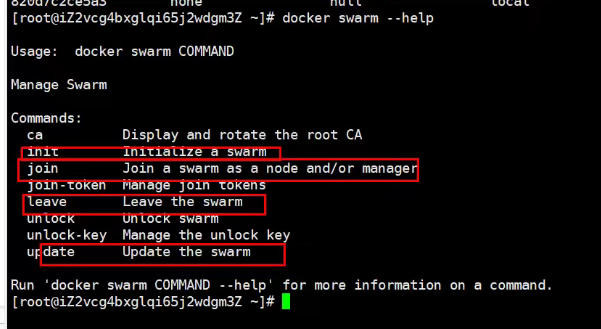 820d7c2ce5a3 none null local
[root@iZ2vcg4bxglqi65j2wdgm3Z ~]# docker swarm --help
Usage: docker swarm COMMAND
Manage Swarm
Commands:
ca Display and rotate the root CA
init Initialize a swarm
join Join a swarm as a node and/or manager
join-token Manage join tokens
leave Leave the swarm
unlock Unlock swarm
unlock-key Manage the unlock key
update Update the swarm
Run 'docker swarm COMMAND --help' for more information on a command.
[root@iZ2vcg4bxglqi65j2wdgm3Z ~]#